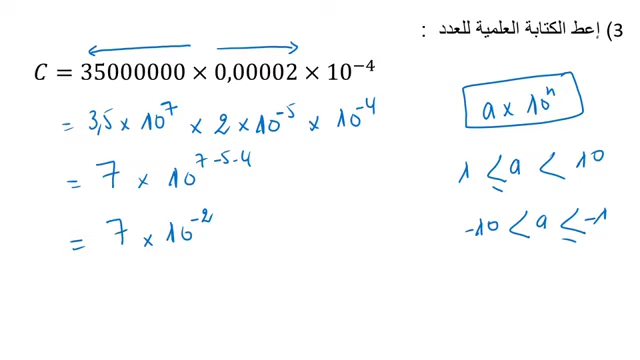 3) إعط الكتابة العلمية للعدد :
C = 35000000 × 0,00002 × 10⁻⁴
= 3,5 × 10⁷ × 2 × 10⁻⁵ × 10⁻⁴
a × 10ⁿ
= 7 × 10⁷⁻⁵⁻⁴
1 ≤ a < 10
= 7 × 10⁻²
-10 < a ≤ -1